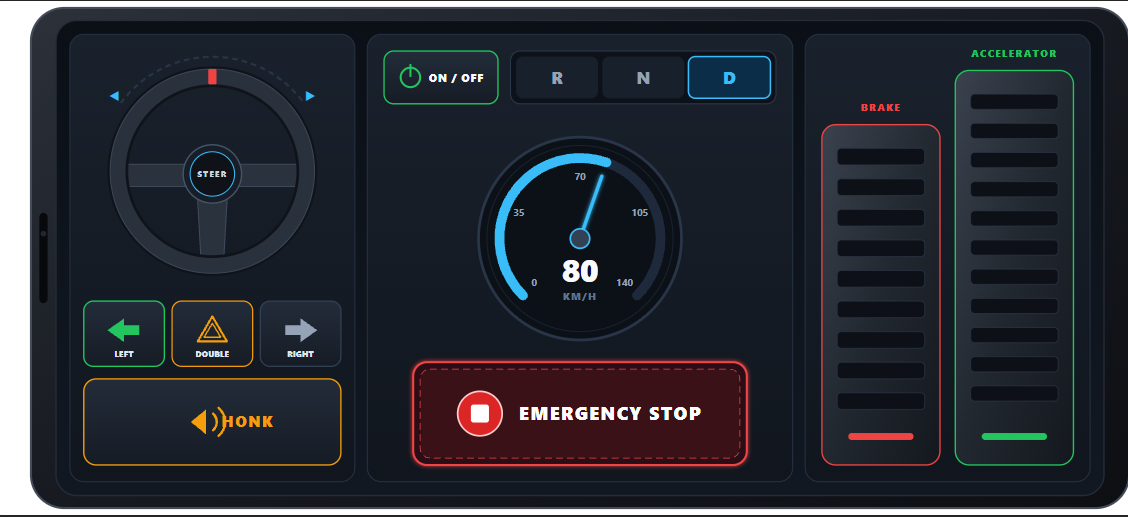 STEER
LEFT
DOUBLE
RIGHT
HONK
ON / OFF
R
N
D
70
35
105
0
140
80
KM/H
EMERGENCY STOP
BRAKE
ACCELERATOR